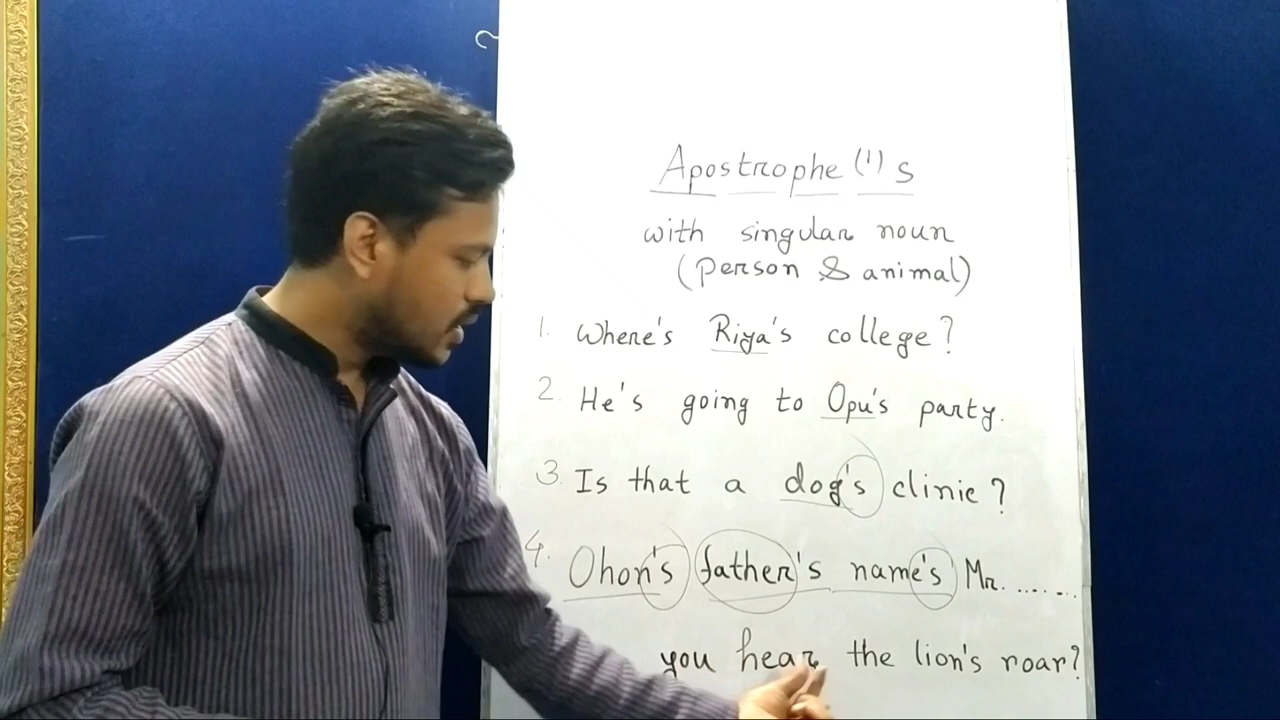 Apostrophe (') s
with singular noun
(person & animal)
1. Where's Riya's college?
2. He's going to Opu's party.
3. Is that a dog's clinic?
4. Ohon's father's name's Mr. ........
you hear the lion's roar?